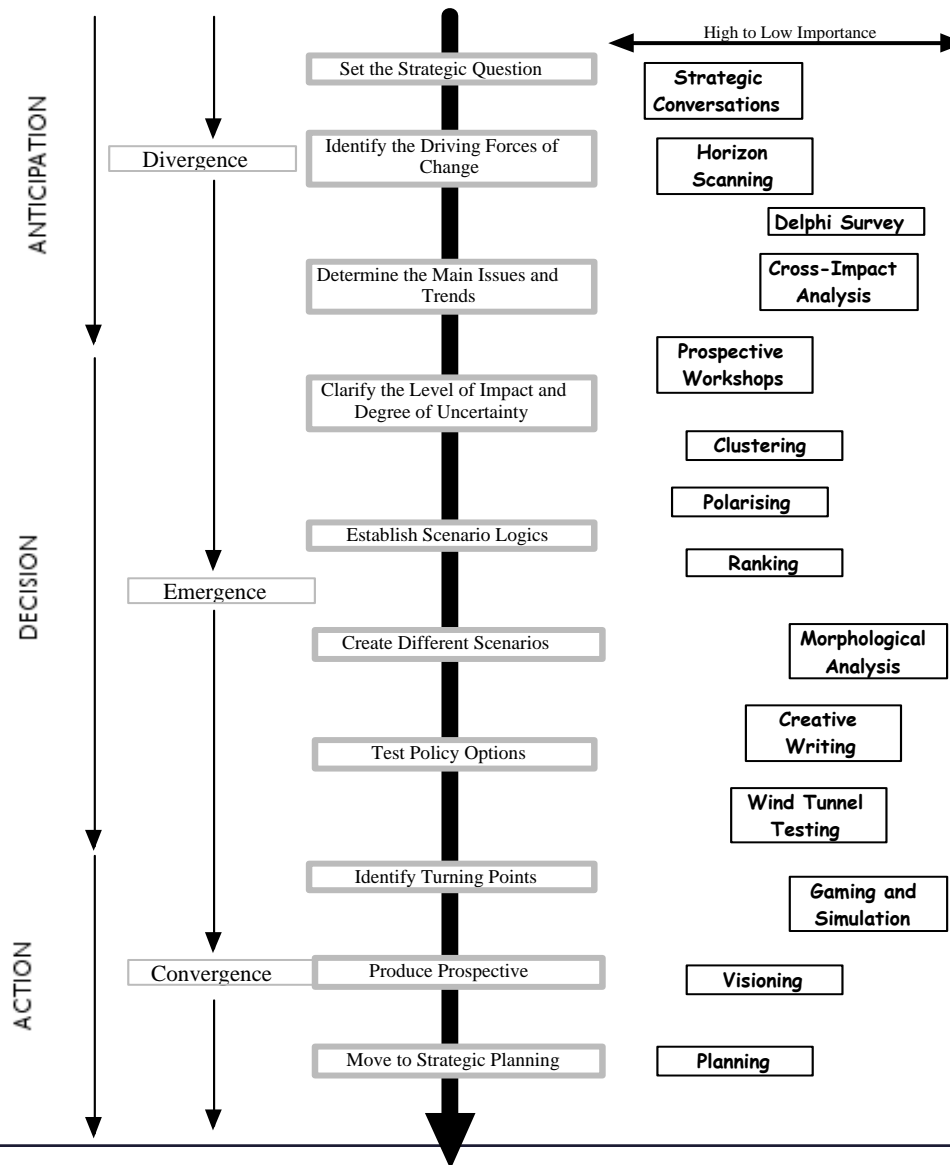 High to Low Importance
Set the Strategic Question
Strategic
Conversations
ANTICIPATION
Divergence
Identify the Driving Forces of
Change
Horizon
Scanning
Delphi Survey
Determine the Main Issues and
Trends
Cross-Impact
Analysis
Prospective
Workshops
Clarify the Level of Impact and
Degree of Uncertainty
Clustering
Polarising
DECISION
Establish Scenario Logics
Ranking
Emergence
Create Different Scenarios
Morphological
Analysis
Creative
Writing
Test Policy Options
Wind Tunnel
Testing
Identify Turning Points
Gaming and
Simulation
ACTION
Convergence
Produce Prospective
Visioning
Move to Strategic Planning
Planning